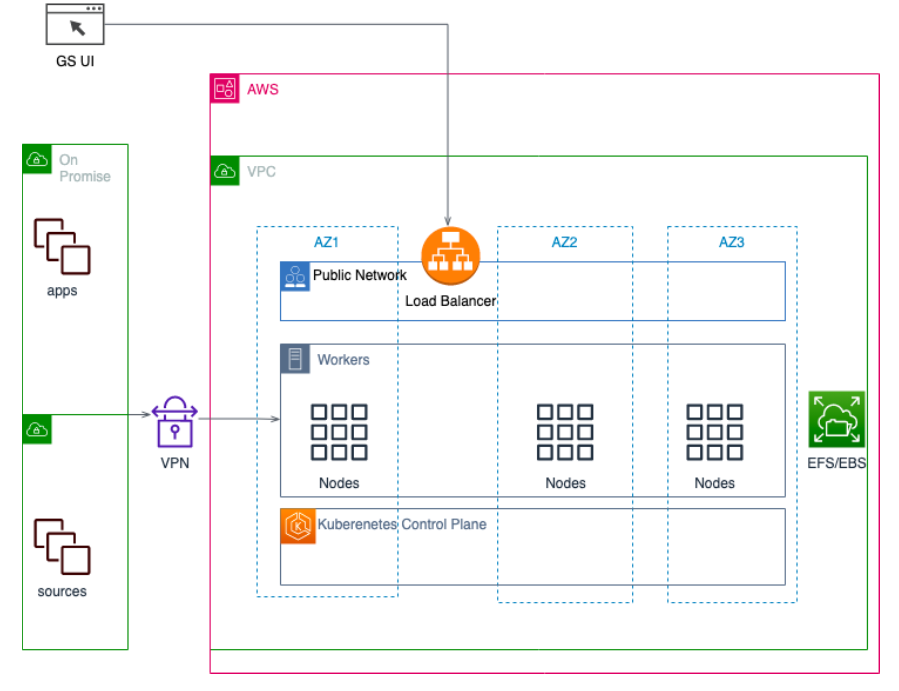 GS UI
AWS
On
Promise
VPC
AZ1
AZ2
AZ3
Public Network
apps
Load Balancer
Workers
VPN
EFS/EBS
Nodes
Nodes
Nodes
Kuberenetes Control Plane
sources